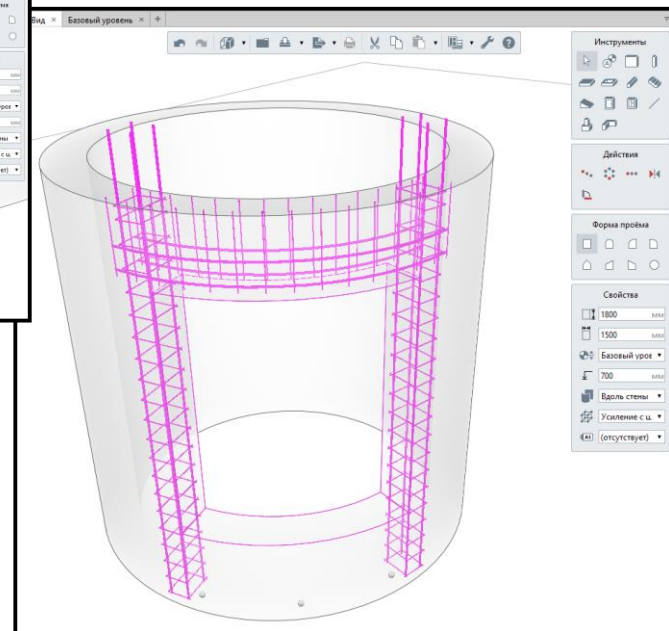 Вид × Базовый уровень × +
Инструменты
Действия
Форма проёма
Свойства
1800 мм
1500 мм
Базовый уров
700 мм
Вдоль стены
Усиление с ц
(отсутствует)